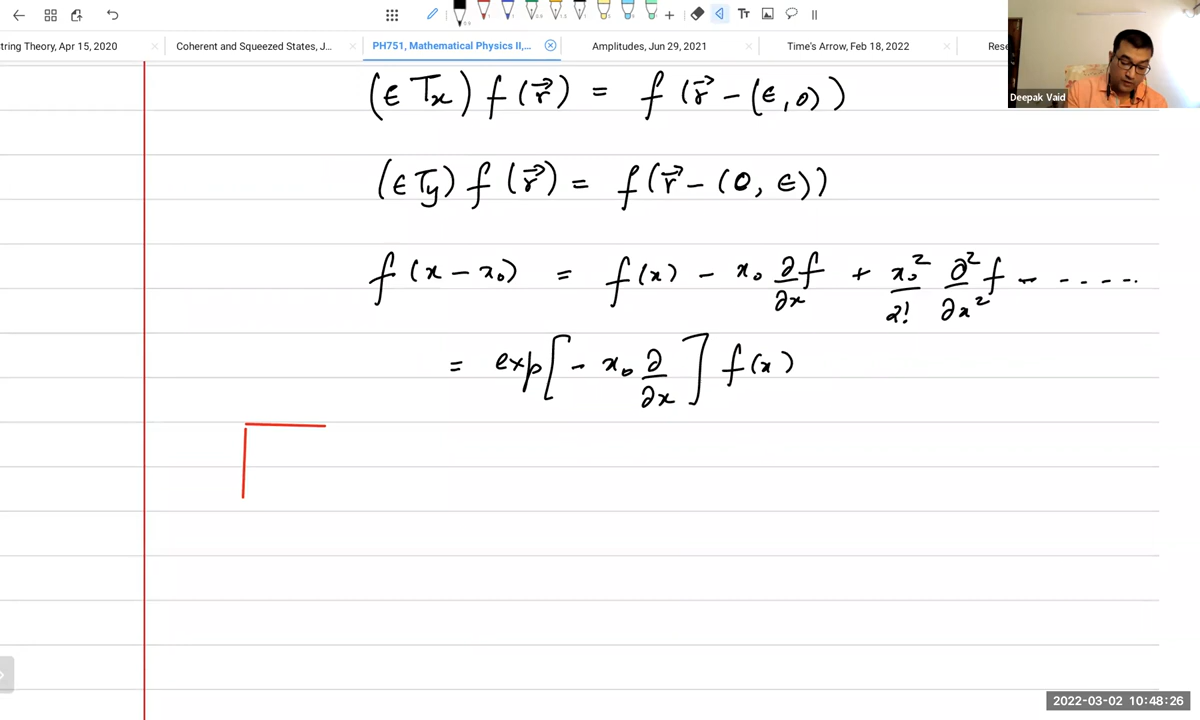 tring Theory, Apr 15, 2020 Coherent and Squeezed States, J... PH751, Mathematical Physics II,... Amplitudes, Jun 29, 2021 Time's Arrow, Feb 18, 2022 Rese
Deepak Vaid
(ϵ Tx) f(r⃗) = f(r⃗ - (ϵ, 0))
(ϵ Ty) f(r⃗) = f(r⃗ - (0, ϵ))
f(x - x₀) = f(x) - x₀ ∂f/∂x + x₀²/2! ∂²f/∂x² - - - - -
= exp[- x₀ ∂/∂x] f(x)
2022-03-02 10:48:26